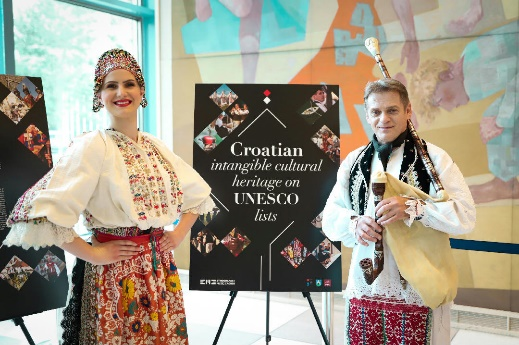 Croatian
intangible cultural
heritage on
UNESCO
lists